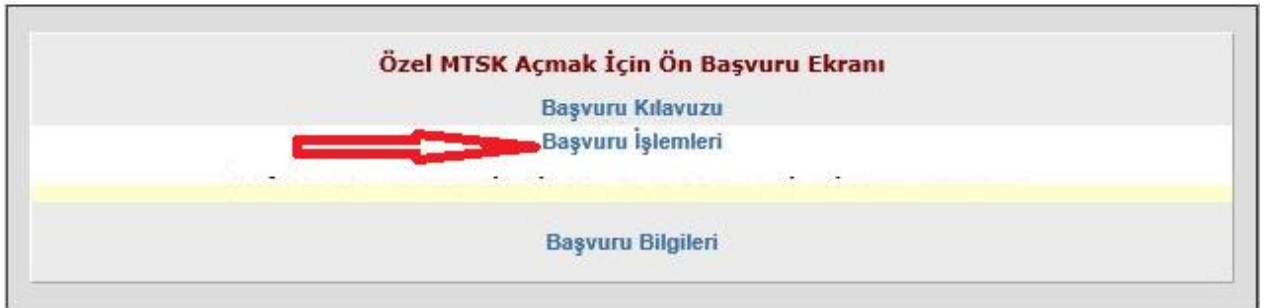 Özel MTSK Açmak İçin Ön Başvuru Ekranı
Başvuru Kılavuzu
Başvuru İşlemleri
Başvuru Bilgileri